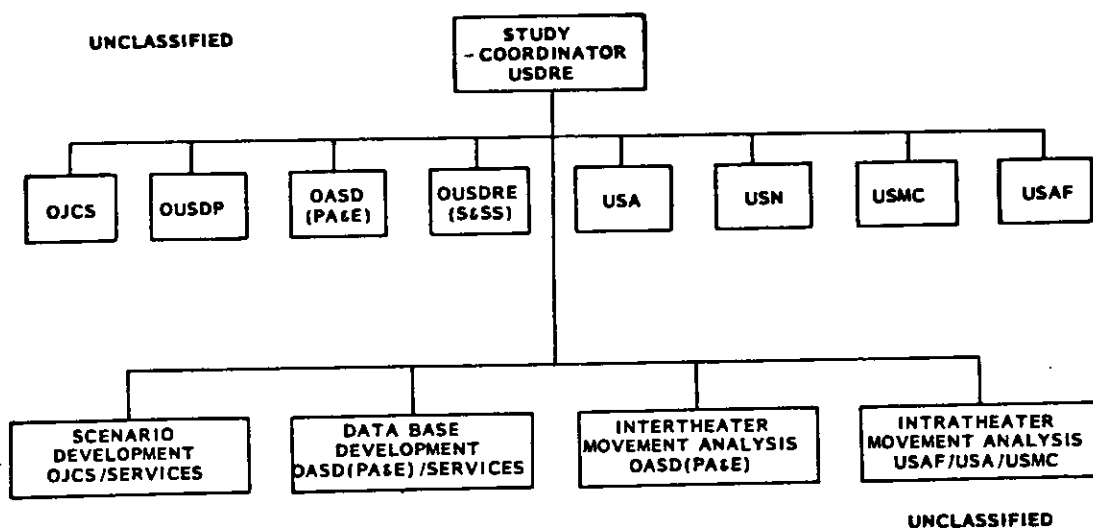 UNCLASSIFIED
STUDY
- COORDINATOR
USDRE
OJCS
OUSDP
OASD
(PA&E)
OUSDRE
(S&SS)
USA
USN
USMC
USAF
SCENARIO
DEVELOPMENT
OJCS/SERVICES
DATA BASE
DEVELOPMENT
OASD(PA&E)/SERVICES
INTERTHEATER
MOVEMENT ANALYSIS
OASD(PA&E)
INTRATHEATER
MOVEMENT ANALYSIS
USAF/USA/USMC
UNCLASSIFIED